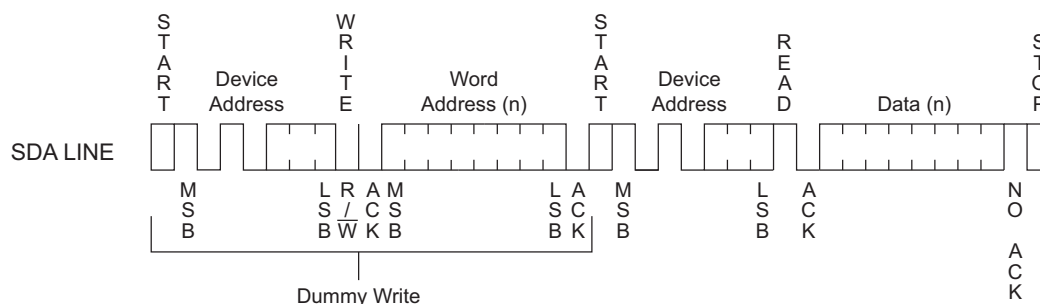 START
WRITE
START
READ
STOP
Device
Address
Word
Address (n)
Device
Address
Data (n)
SDA LINE
MSB
LSB
R/W
ACK
MSB
LSB
ACK
MSB
LSB
ACK
NO ACK
Dummy Write